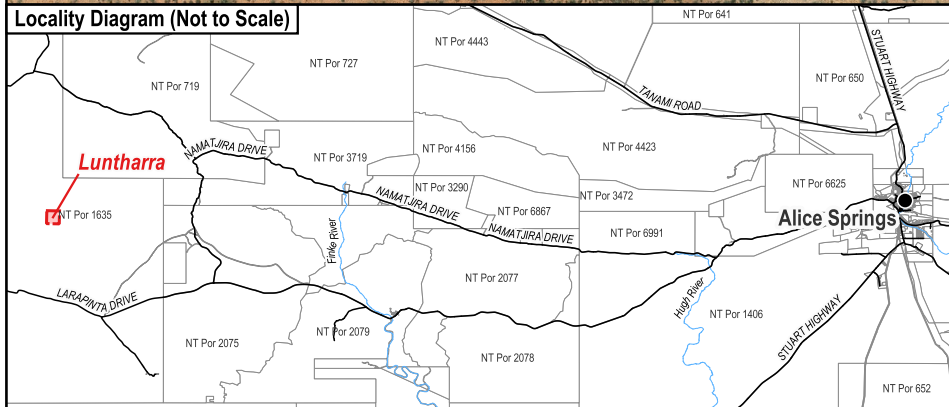 Locality Diagram (Not to Scale)
NT Por 641
NT Por 4443
STUART HIGHWAY
NT Por 727
NT Por 650
NT Por 719
TANAMI ROAD
NAMATJIRA DRIVE
NT Por 4156
NT Por 4423
NT Por 3719
Luntharra
NT Por 6625
NT Por 3290
NT Por 3472
NAMATJIRA DRIVE
NT Por 6867
NT Por 1635
Alice Springs
NT Por 6991
NAMATJIRA DRIVE
Finke River
NT Por 2077
Hugh River
LARAPINTA DRIVE
NT Por 1406
NT Por 2079
STUART HIGHWAY
NT Por 2075
NT Por 2078
NT Por 652